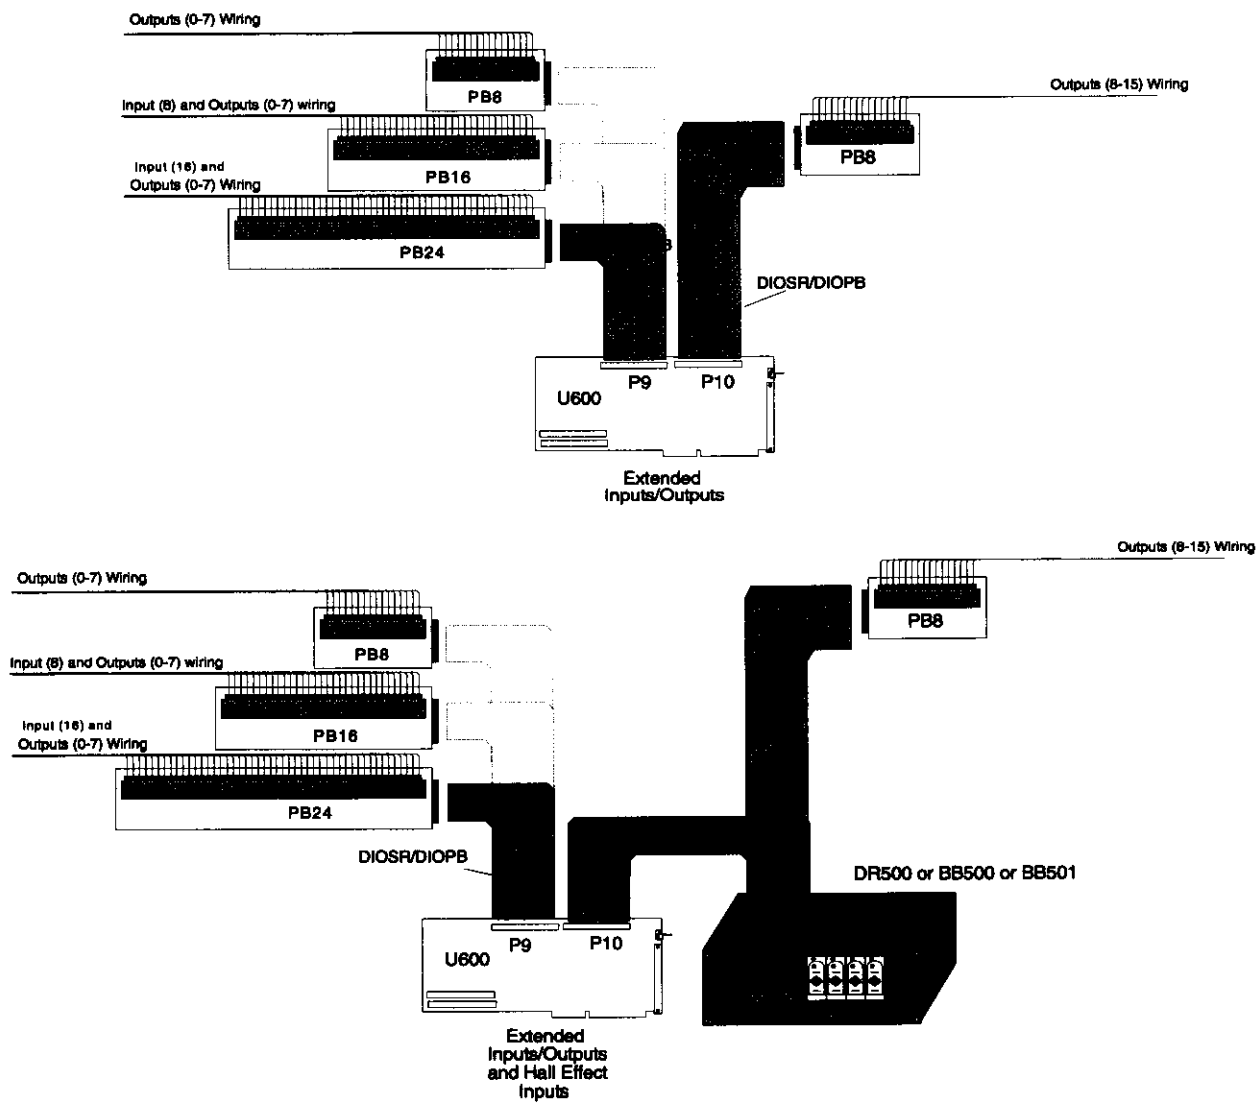 Outputs (0-7) Wiring
PB8
Outputs (8-15) Wiring
Input (8) and Outputs (0-7) wiring
PB8
PB16
Input (16) and
Outputs (0-7) Wiring
PB24
DIOSR/DIOPB
P9
P10
U600
Extended
Inputs/Outputs
Outputs (8-15) Wiring
Outputs (0-7) Wiring
PB8
PB8
Input (8) and Outputs (0-7) wiring
PB16
Input (16) and
Outputs (0-7) Wiring
PB24
DIOSR/DIOPB
DR500 or BB500 or BB501
P9
P10
U600
Extended
Inputs/Outputs
and Hall Effect
Inputs